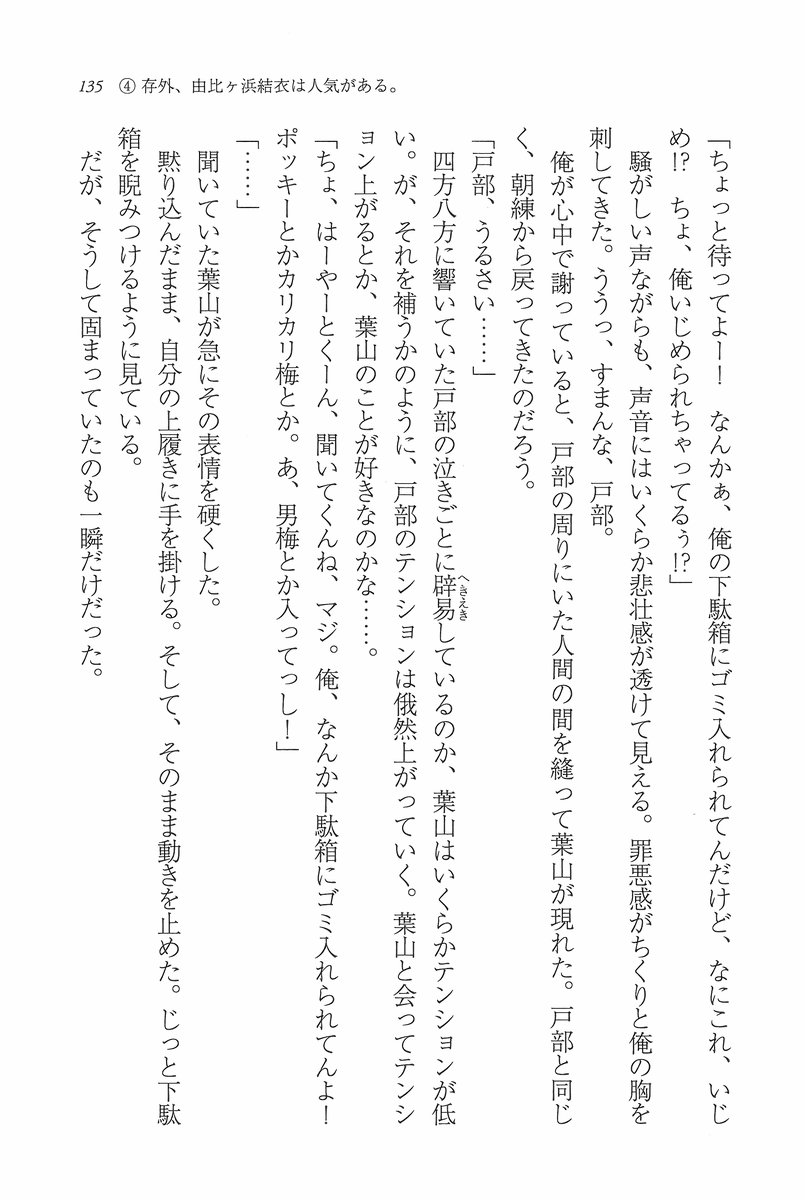 135　④ 存外、由比ヶ浜結衣は人気がある。
「ちょっと待ってよー！　なんかぁ、俺の下駄箱にゴミ入れられてんだけど、なにこれ、いじ
め!?　ちょ、俺いじめられちゃってるぅ!?」
　騒がしい声ながらも、声音にはいくらか悲壮感が透けて見える。罪悪感がちくりと俺の胸を
刺してきた。ううっ、すまんな、戸部。
　俺が心中で謝っていると、戸部の周りにいた人間の間を縫って葉山が現れた。戸部と同じ
く、朝練から戻ってきたのだろう。
「戸部、うるさい……」
　四方八方に響いていた戸部の泣きごとに辟易しているのか、葉山はいくらかテンションが低
へきえき
い。が、それを補うかのように、戸部のテンションは俄然上がっていく。葉山と会ってテンシ
ョン上がるとか、葉山のことが好きなのかな……。
「ちょ、はーやーとくーん、聞いてくんね、マジ。俺、なんか下駄箱にゴミ入れられてんよ！
ポッキーとかカリカリ梅とか。あ、男梅とか入ってっし！」
「……」
　聞いていた葉山が急にその表情を硬くした。
　黙り込んだまま、自分の上履きに手を掛ける。そして、そのまま動きを止めた。じっと下駄
箱を睨みつけるように見ている。
　だが、そうして固まっていたのも一瞬だけだった。